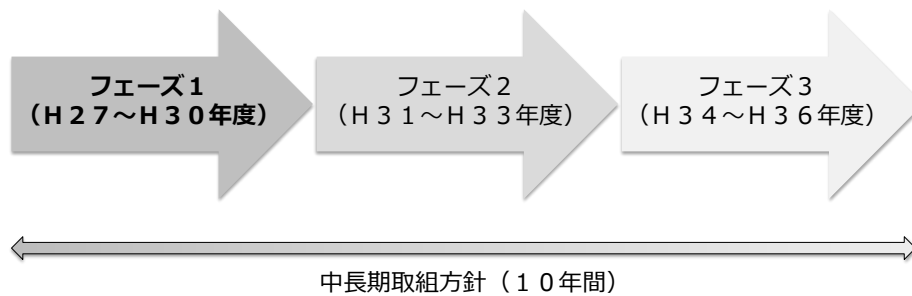 フェーズ１
（Ｈ２７～Ｈ３０年度）
フェーズ２
（Ｈ３１～Ｈ３３年度）
フェーズ３
（Ｈ３４～Ｈ３６年度）
中長期取組方針（１０年間）